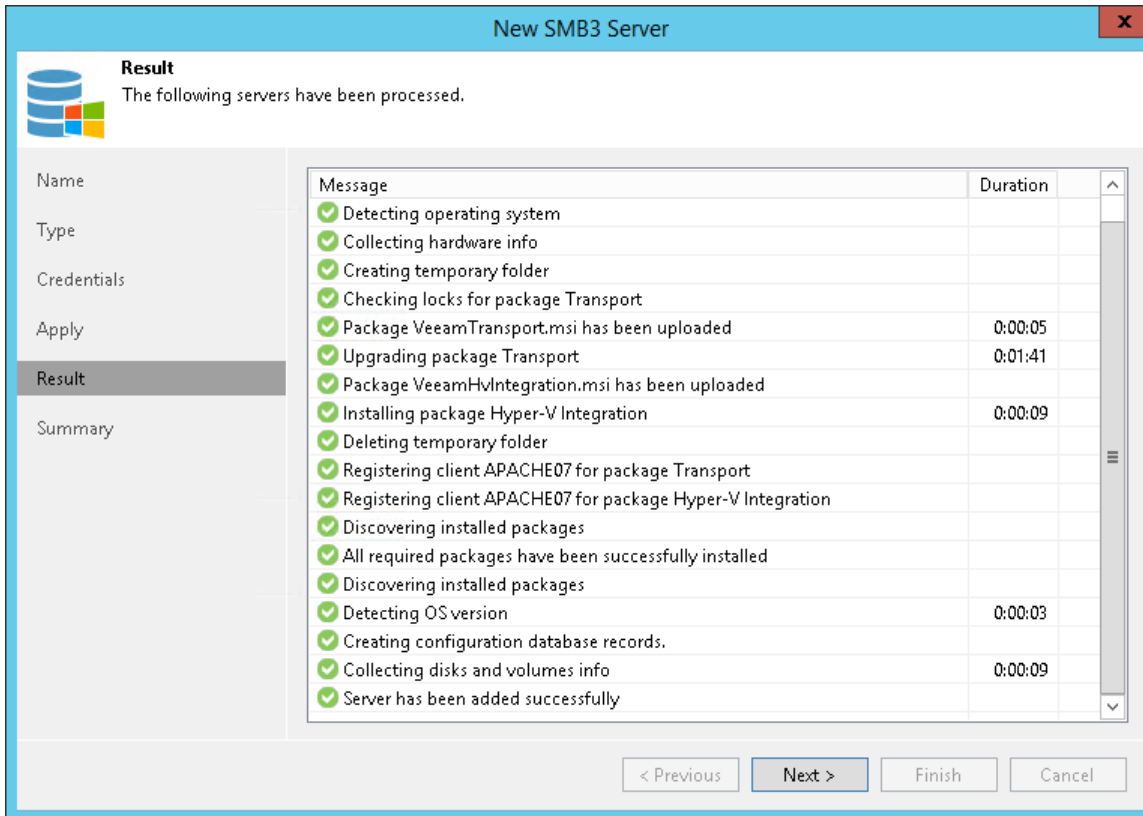 New SMB3 Server
x
Result
The following servers have been processed.
Name
Type
Credentials
Apply
Result
Summary
Message Duration
Detecting operating system
Collecting hardware info
Creating temporary folder
Checking locks for package Transport
Package VeeamTransport.msi has been uploaded 0:00:05
Upgrading package Transport 0:01:41
Package VeeamHvIntegration.msi has been uploaded
Installing package Hyper-V Integration 0:00:09
Deleting temporary folder
Registering client APACHE07 for package Transport
Registering client APACHE07 for package Hyper-V Integration
Discovering installed packages
All required packages have been successfully installed
Discovering installed packages
Detecting OS version 0:00:03
Creating configuration database records.
Collecting disks and volumes info 0:00:09
Server has been added successfully
< Previous Next > Finish Cancel